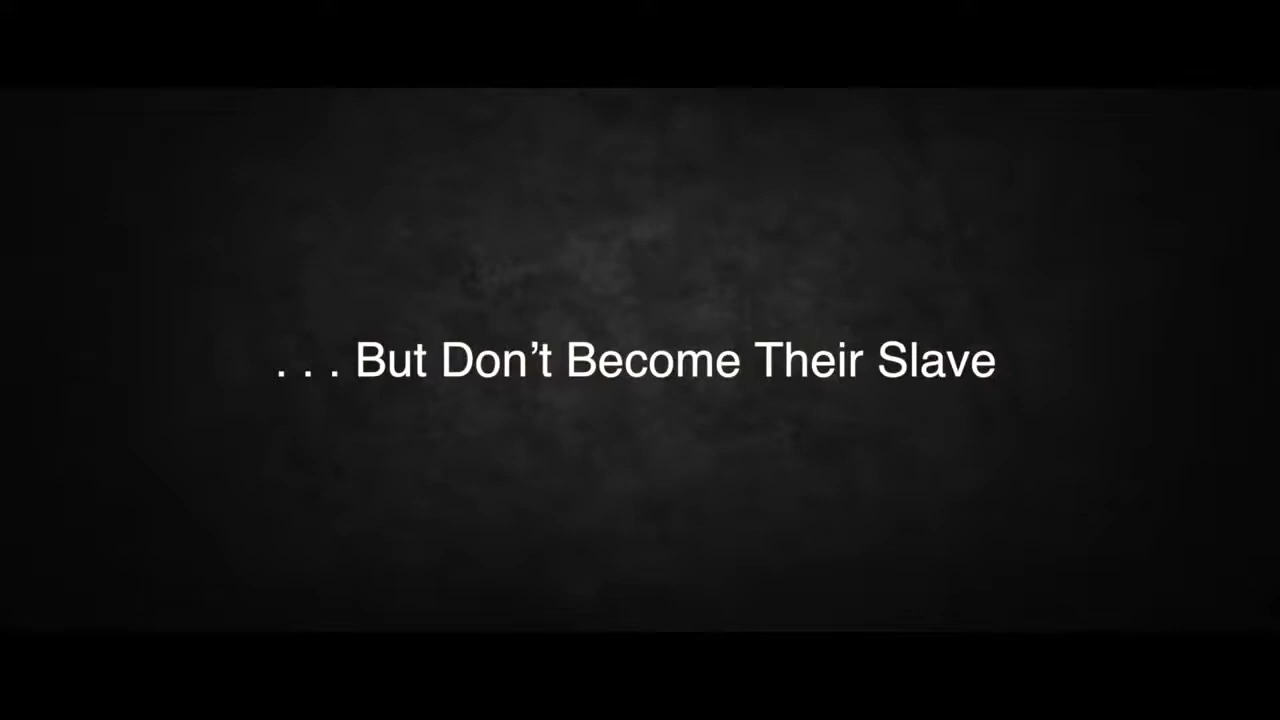 . . . But Don’t Become Their Slave